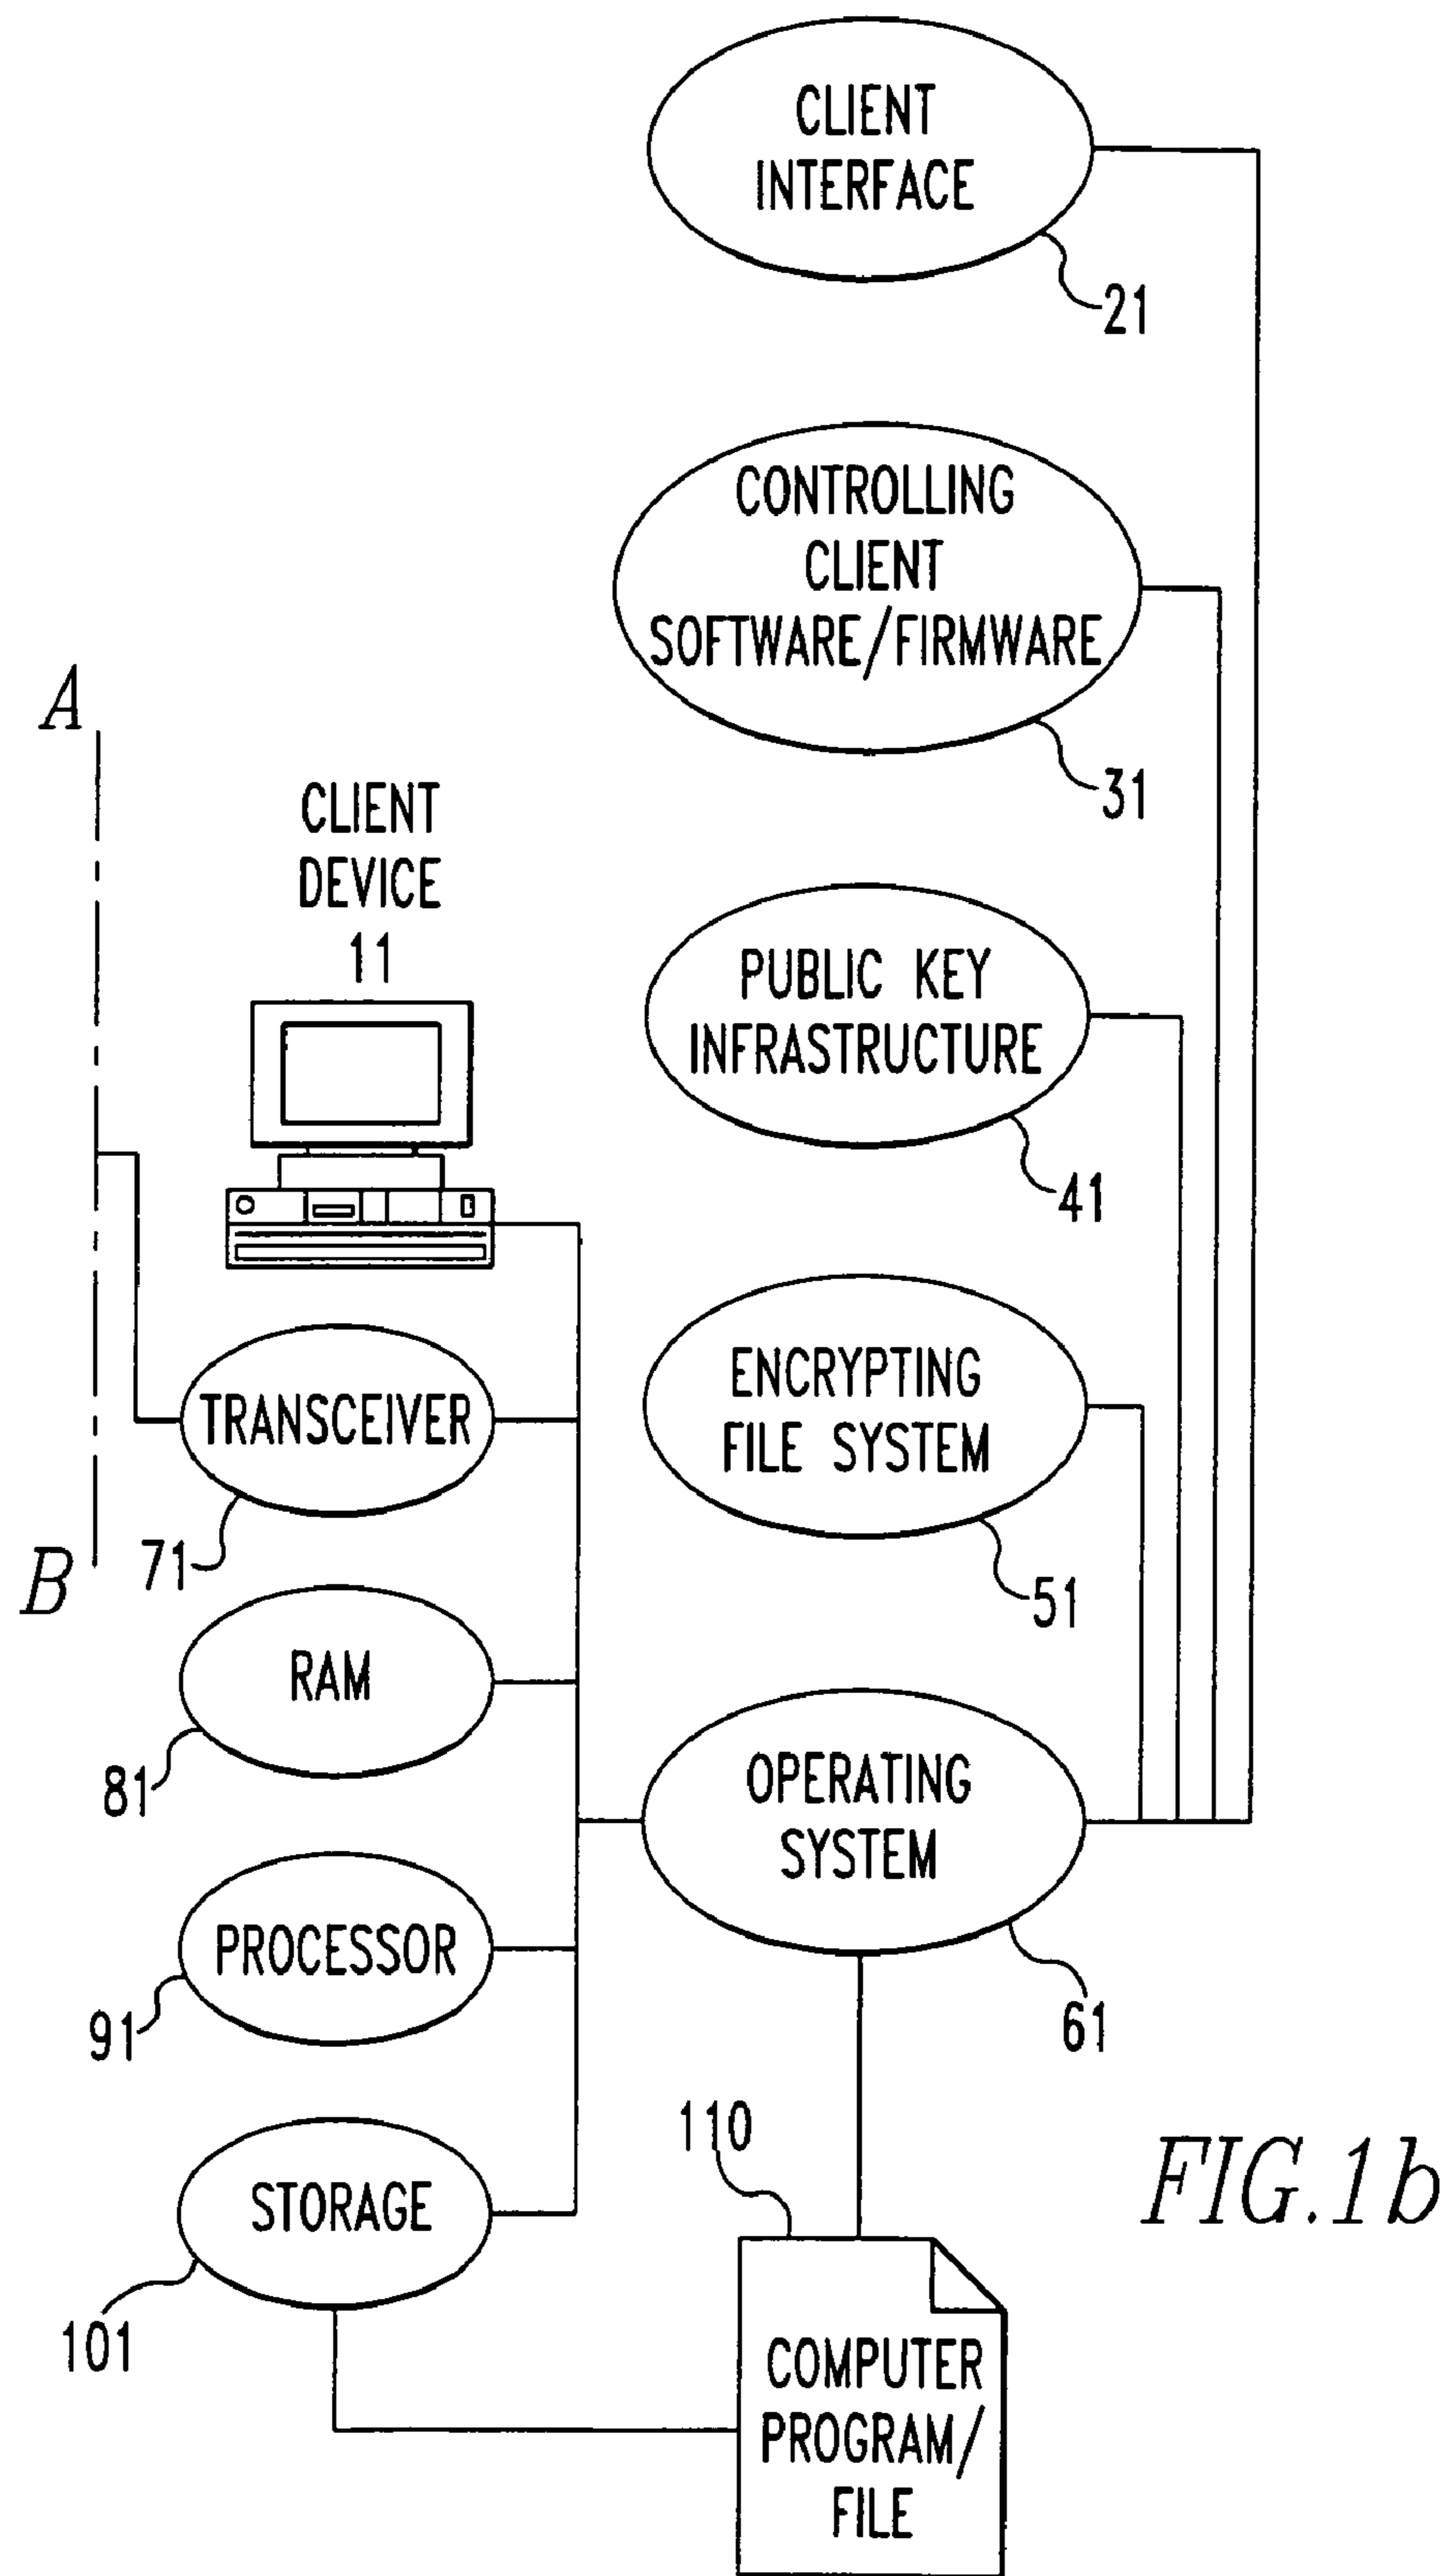 CLIENT
INTERFACE
21
CONTROLLING
CLIENT
SOFTWARE/FIRMWARE
31
A
CLIENT
DEVICE
11
PUBLIC KEY
INFRASTRUCTURE
41
ENCRYPTING
FILE SYSTEM
51
TRANSCEIVER
71
B
RAM
81
OPERATING
SYSTEM
61
PROCESSOR
91
STORAGE
101
110
COMPUTER
PROGRAM/
FILE
FIG.1b